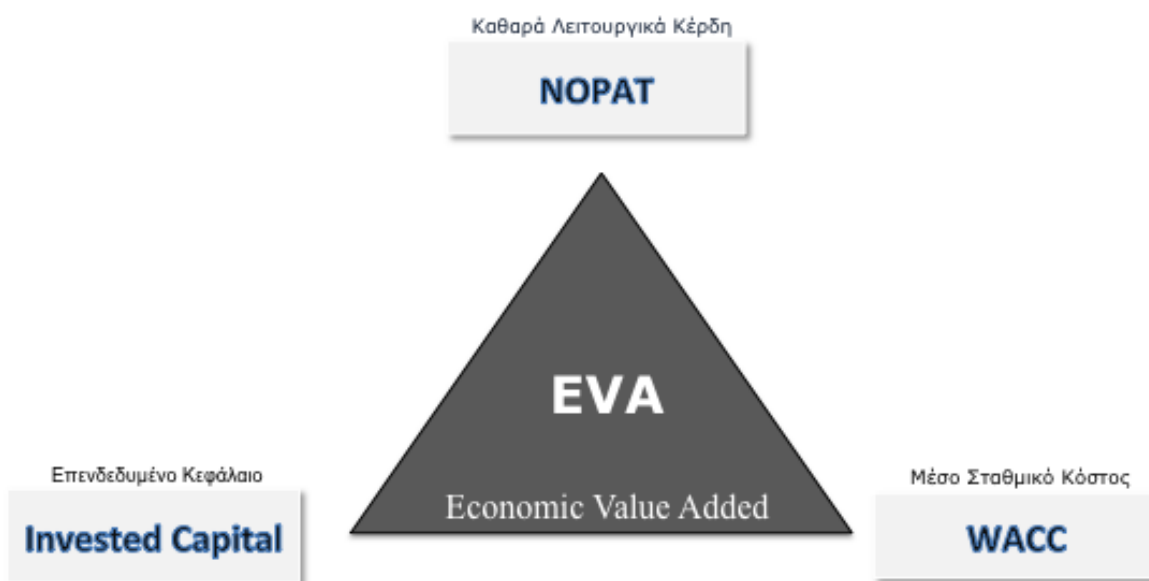 Καθαρά Λειτουργικά Κέρδη
NOPAT
EVA
Economic Value Added
Επενδεδυμένο Κεφάλαιο
Invested Capital
Μέσο Σταθμικό Κόστος
WACC